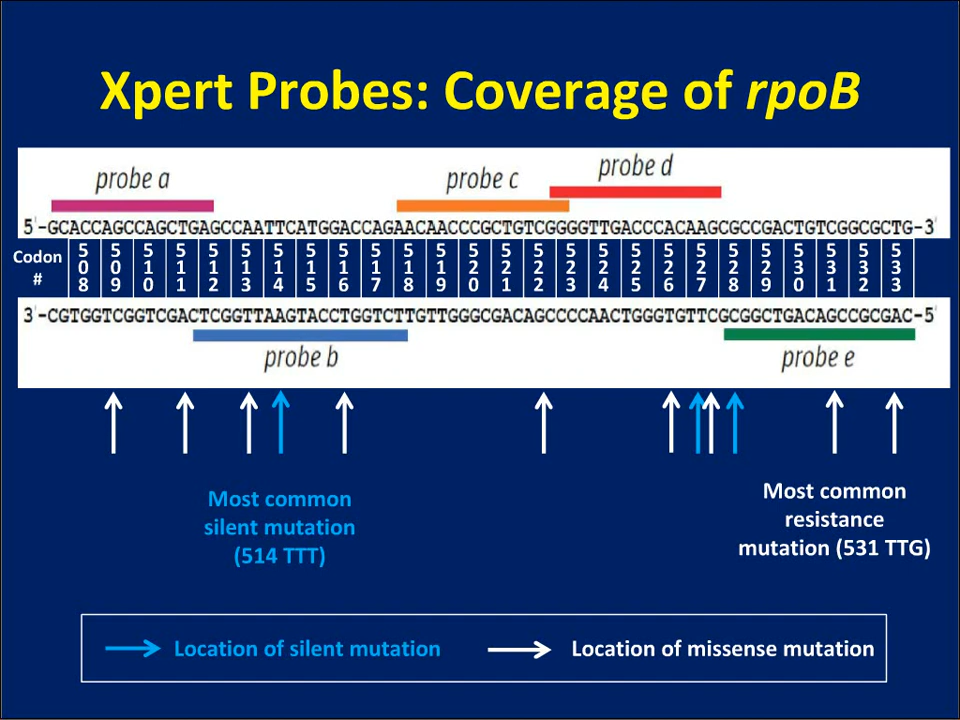 Xpert Probes: Coverage of rpoB
probe a
probe c
probe d
5'-GCACCAGCCAGCTGAGCCAATTCATGGACCAGAACAACCCGCTGTCGGGGTTGACCCACAAGCGCCGACTGTCGGCGCTG-3'
Codon # 508 509 510 511 512 513 514 515 516 517 518 519 520 521 522 523 524 525 526 527 528 529 530 531 532 533
3'-CGTGGTCGGTCGACTCGGTTAAGTACCTGGTCTTGTTGGGCGACAGCCCCAACTGGGTGTTCGCGGCTGACAGCCGCGAC-5'
probe b
probe e
Most common
silent mutation
(514 TTT)
Most common
resistance
mutation (531 TTG)
Location of silent mutation
Location of missense mutation